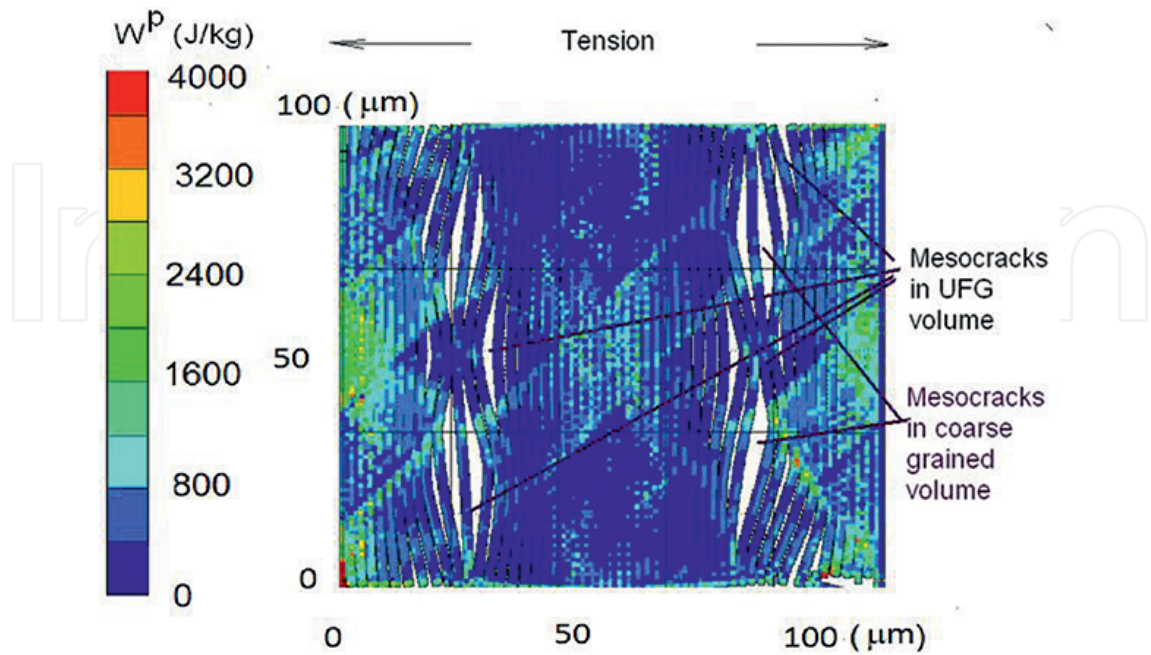 Wᵖ (J/kg)
4000
3200
2400
1600
800
0
Tension
100 (μm)
50
0
0
50
100 (μm)
Mesocracks
in UFG
volume
Mesocracks
in coarse
grained
volume